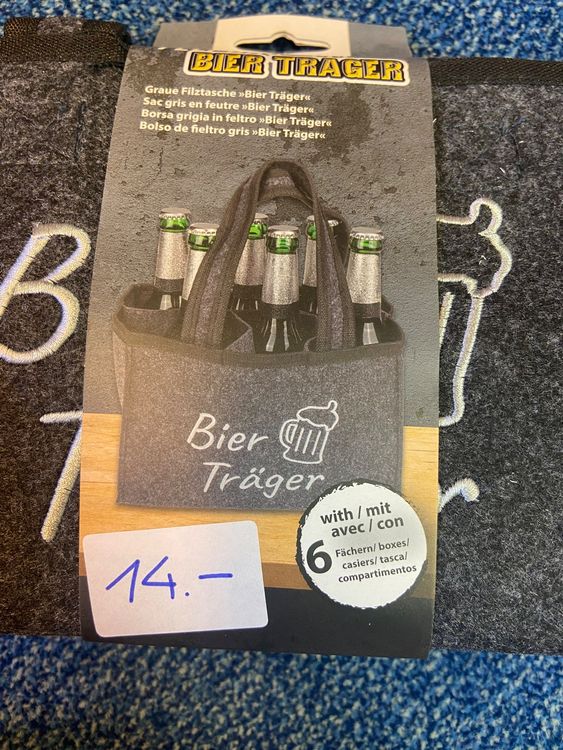 BIER TRÄGER
Graue Filztasche »Bier Träger«
Sac gris en feutre »Bier Träger«
Borsa grigia in feltro »Bier Träger«
Bolso de fieltro gris »Bier Träger«
B
Bier
Träger
T
r
with / mit
avec / con
6 Fächern/ boxes/
casiers/ tasca/
compartimentos
14.–